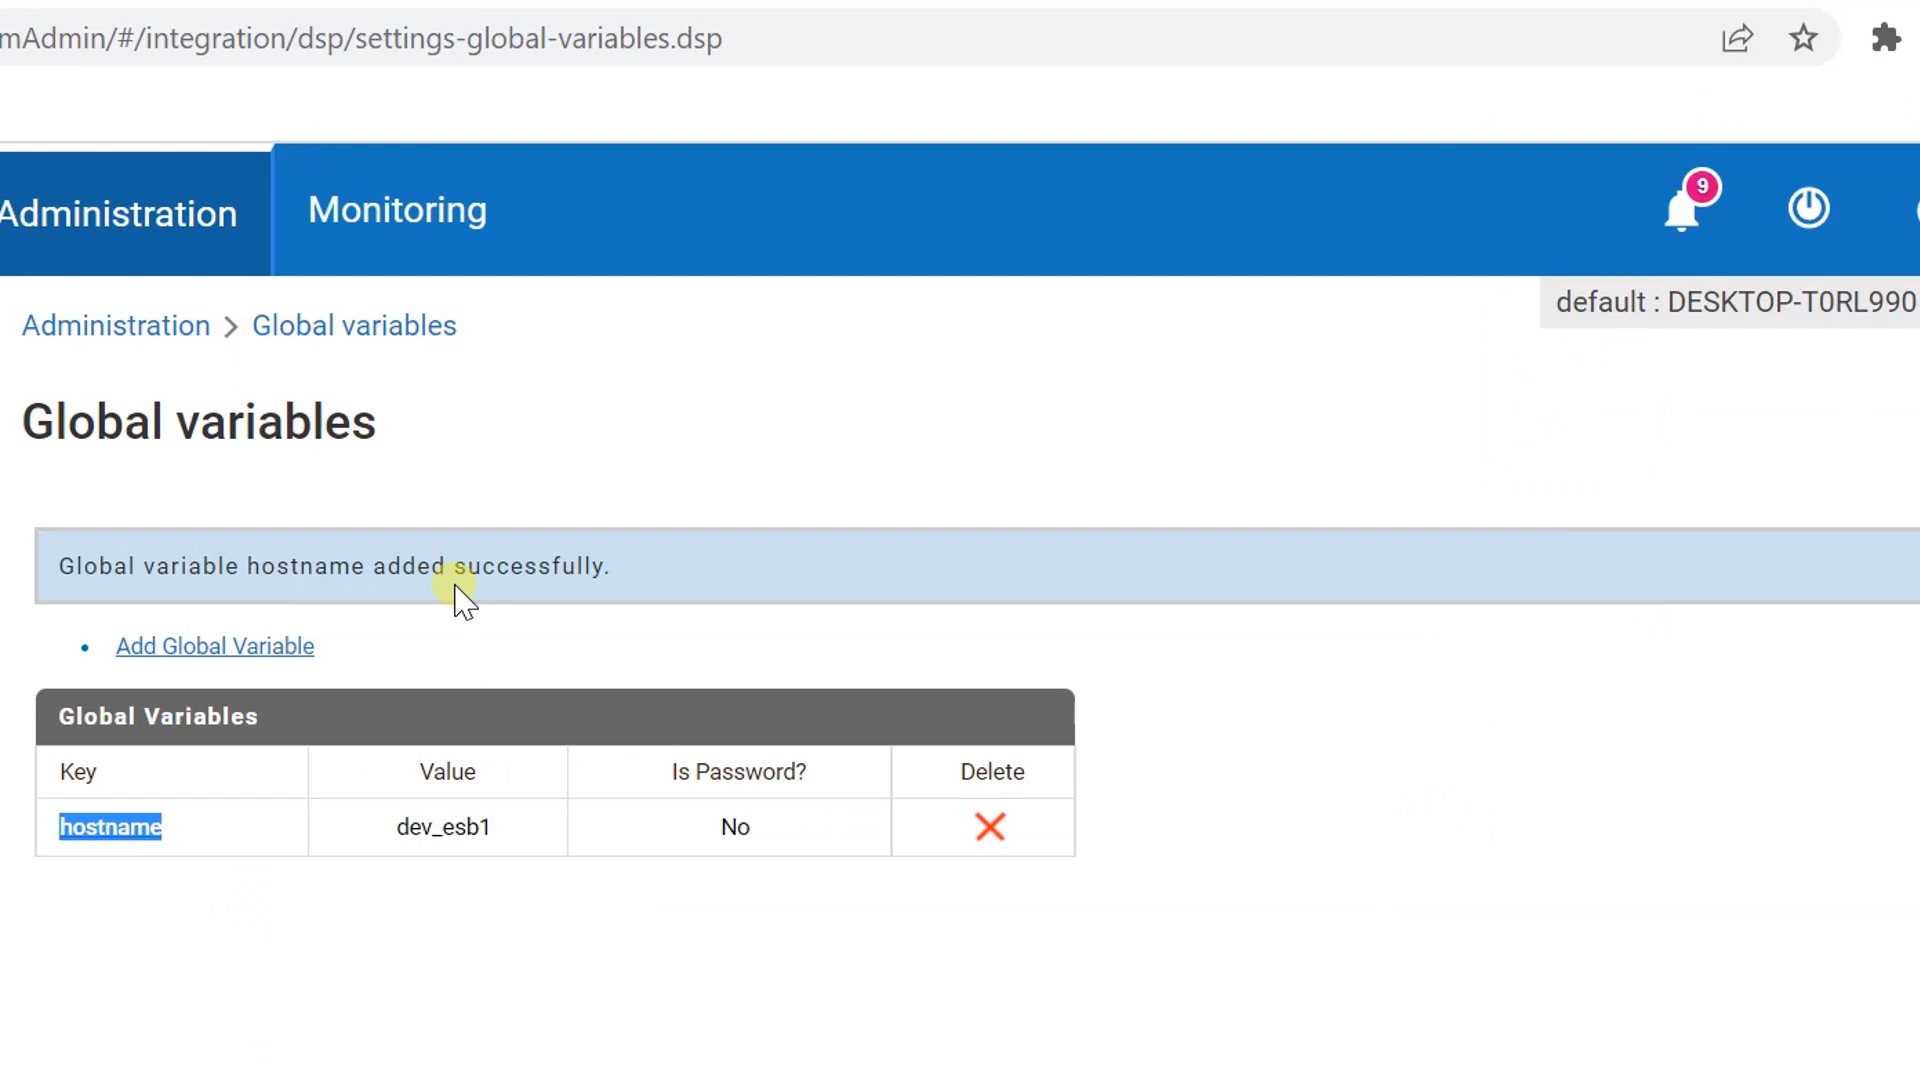 mAdmin/#/integration/dsp/settings-global-variables.dsp
Administration Monitoring 9
default : DESKTOP-T0RL990
Administration > Global variables
Global variables
Global variable hostname added successfully.
• Add Global Variable
Global Variables
Key Value Is Password? Delete
hostname dev_esb1 No